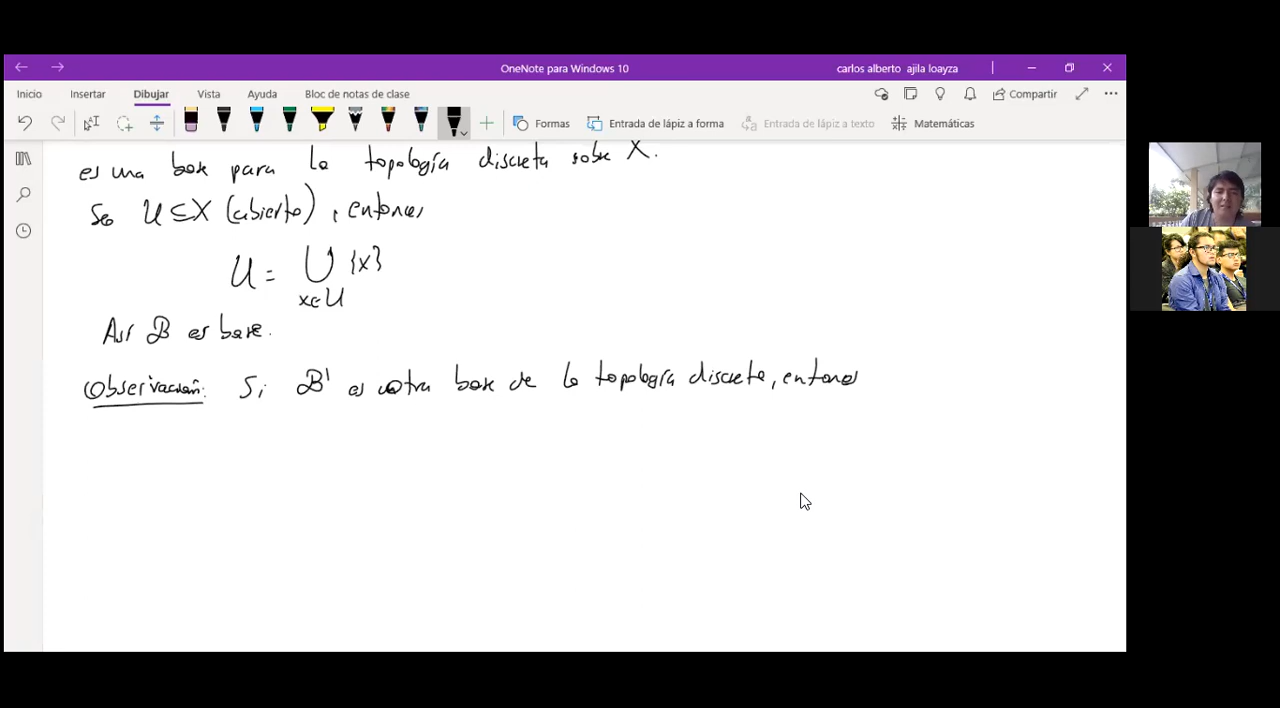 OneNote para Windows 10
carlos alberto ajila loayza
Inicio Insertar Dibujar Vista Ayuda Bloc de notas de clase
Compartir
Formas Entrada de lápiz a forma Entrada de lápiz a texto Matemáticas
es una base para la topología discreta sobre X.
Sea U ⊆ X (abierto), entonces
U = ⋃ {x}
x∈U
Así B es base.
Observación: Si B' es otra base de la topología discreta, entonces